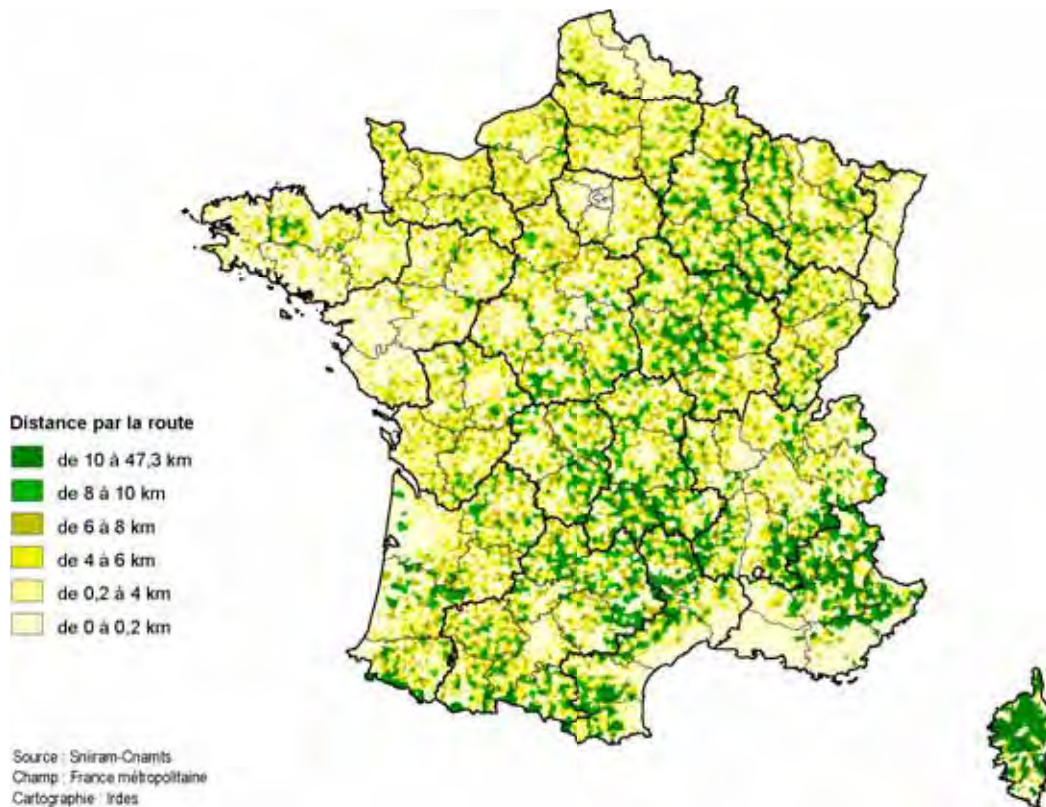 Distance par la route
de 10 à 47,3 km
de 8 à 10 km
de 6 à 8 km
de 4 à 6 km
de 0,2 à 4 km
de 0 à 0,2 km
Source : Sniiram-Cnamts
Champ : France métropolitaine
Cartographie : Irdes